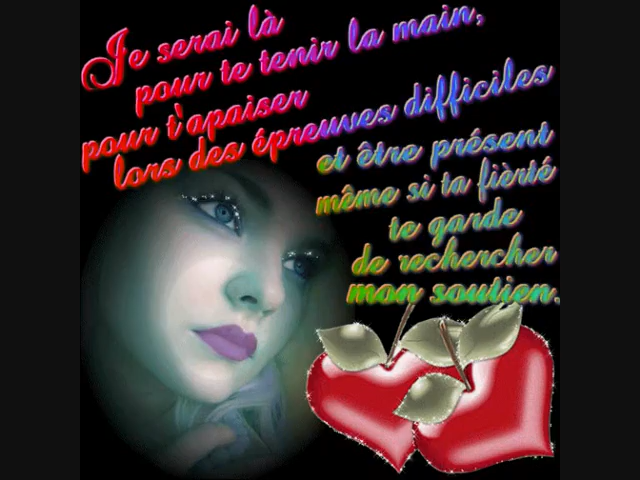 Je serai là
pour te tenir la main,
pour t'apaiser
lors des épreuves difficiles
et être présent
même si ta fièrté
te garde
de rechercher
mon soutien.